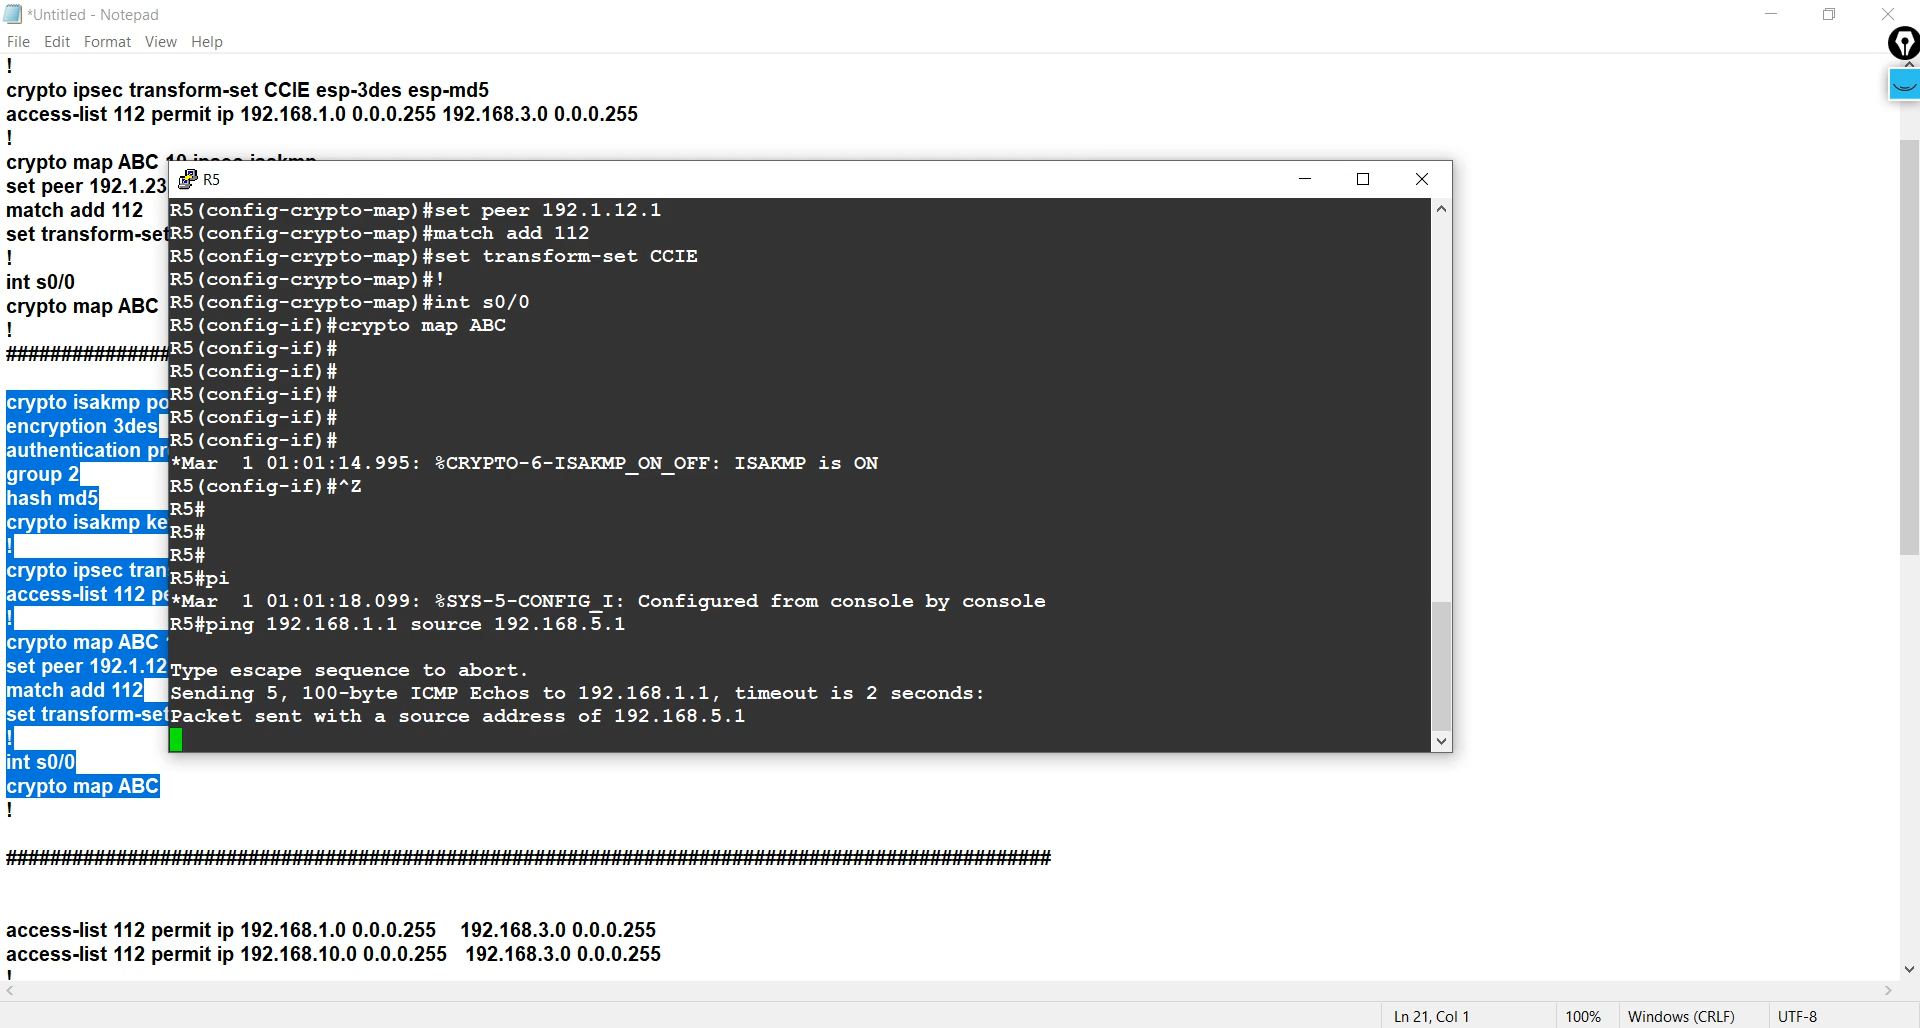 *Untitled - Notepad
File Edit Format View Help
!
crypto ipsec transform-set CCIE esp-3des esp-md5
access-list 112 permit ip 192.168.1.0 0.0.0.255 192.168.3.0 0.0.0.255
!
crypto map ABC 10 ipsec isakmp
set peer 192.1.23
match add 112
set transform-set
!
int s0/0
crypto map ABC
!
###############
crypto isakmp po
encryption 3des
authentication pr
group 2
hash md5
crypto isakmp ke
!
crypto ipsec tran
access-list 112 pe
!
crypto map ABC
set peer 192.1.12
match add 112
set transform-set
!
int s0/0
crypto map ABC
!
R5
R5(config-crypto-map)#set peer 192.1.12.1
R5(config-crypto-map)#match add 112
R5(config-crypto-map)#set transform-set CCIE
R5(config-crypto-map)#!
R5(config-crypto-map)#int s0/0
R5(config-if)#crypto map ABC
R5(config-if)#
R5(config-if)#
R5(config-if)#
R5(config-if)#
R5(config-if)#
*Mar  1 01:01:14.995: %CRYPTO-6-ISAKMP_ON_OFF: ISAKMP is ON
R5(config-if)#^Z
R5#
R5#
R5#
R5#pi
*Mar  1 01:01:18.099: %SYS-5-CONFIG_I: Configured from console by console
R5#ping 192.168.1.1 source 192.168.5.1
Type escape sequence to abort.
Sending 5, 100-byte ICMP Echos to 192.168.1.1, timeout is 2 seconds:
Packet sent with a source address of 192.168.5.1
###############################################################################################
access-list 112 permit ip 192.168.1.0 0.0.0.255 192.168.3.0 0.0.0.255
access-list 112 permit ip 192.168.10.0 0.0.0.255 192.168.3.0 0.0.0.255
!
Ln 21, Col 1 100% Windows (CRLF) UTF-8